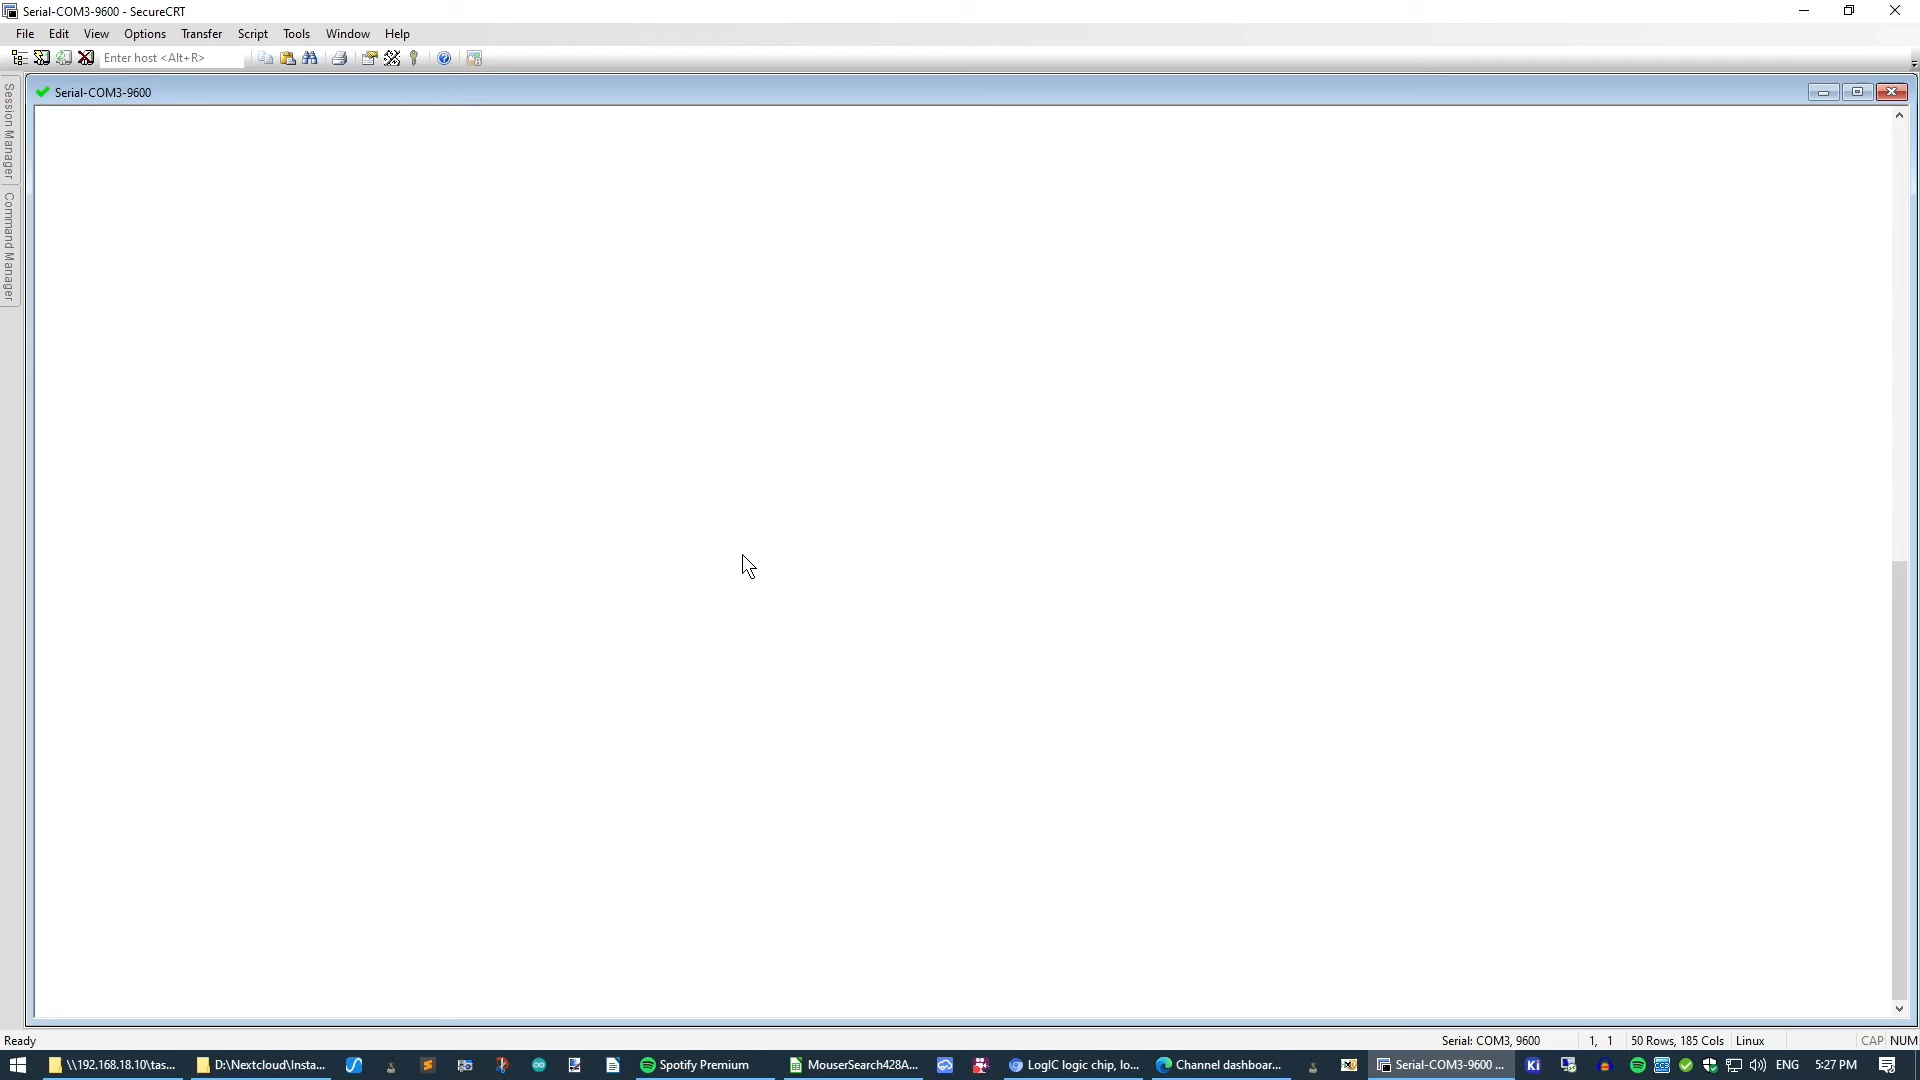 Serial-COM3-9600 - SecureCRT
File Edit View Options Transfer Script Tools Window Help
Enter host <Alt+R>
Session Manager
Command Manager
Serial-COM3-9600
Ready
Serial: COM3, 9600
1, 1
50 Rows, 185 Cols
Linux
CAP NUM
\\192.168.18.10\tas...
D:\Nextcloud\Insta...
Spotify Premium
MouserSearch428A...
LogIC logic chip, lo...
Channel dashboar...
Serial-COM3-9600 ...
Ki
ENG
5:27 PM